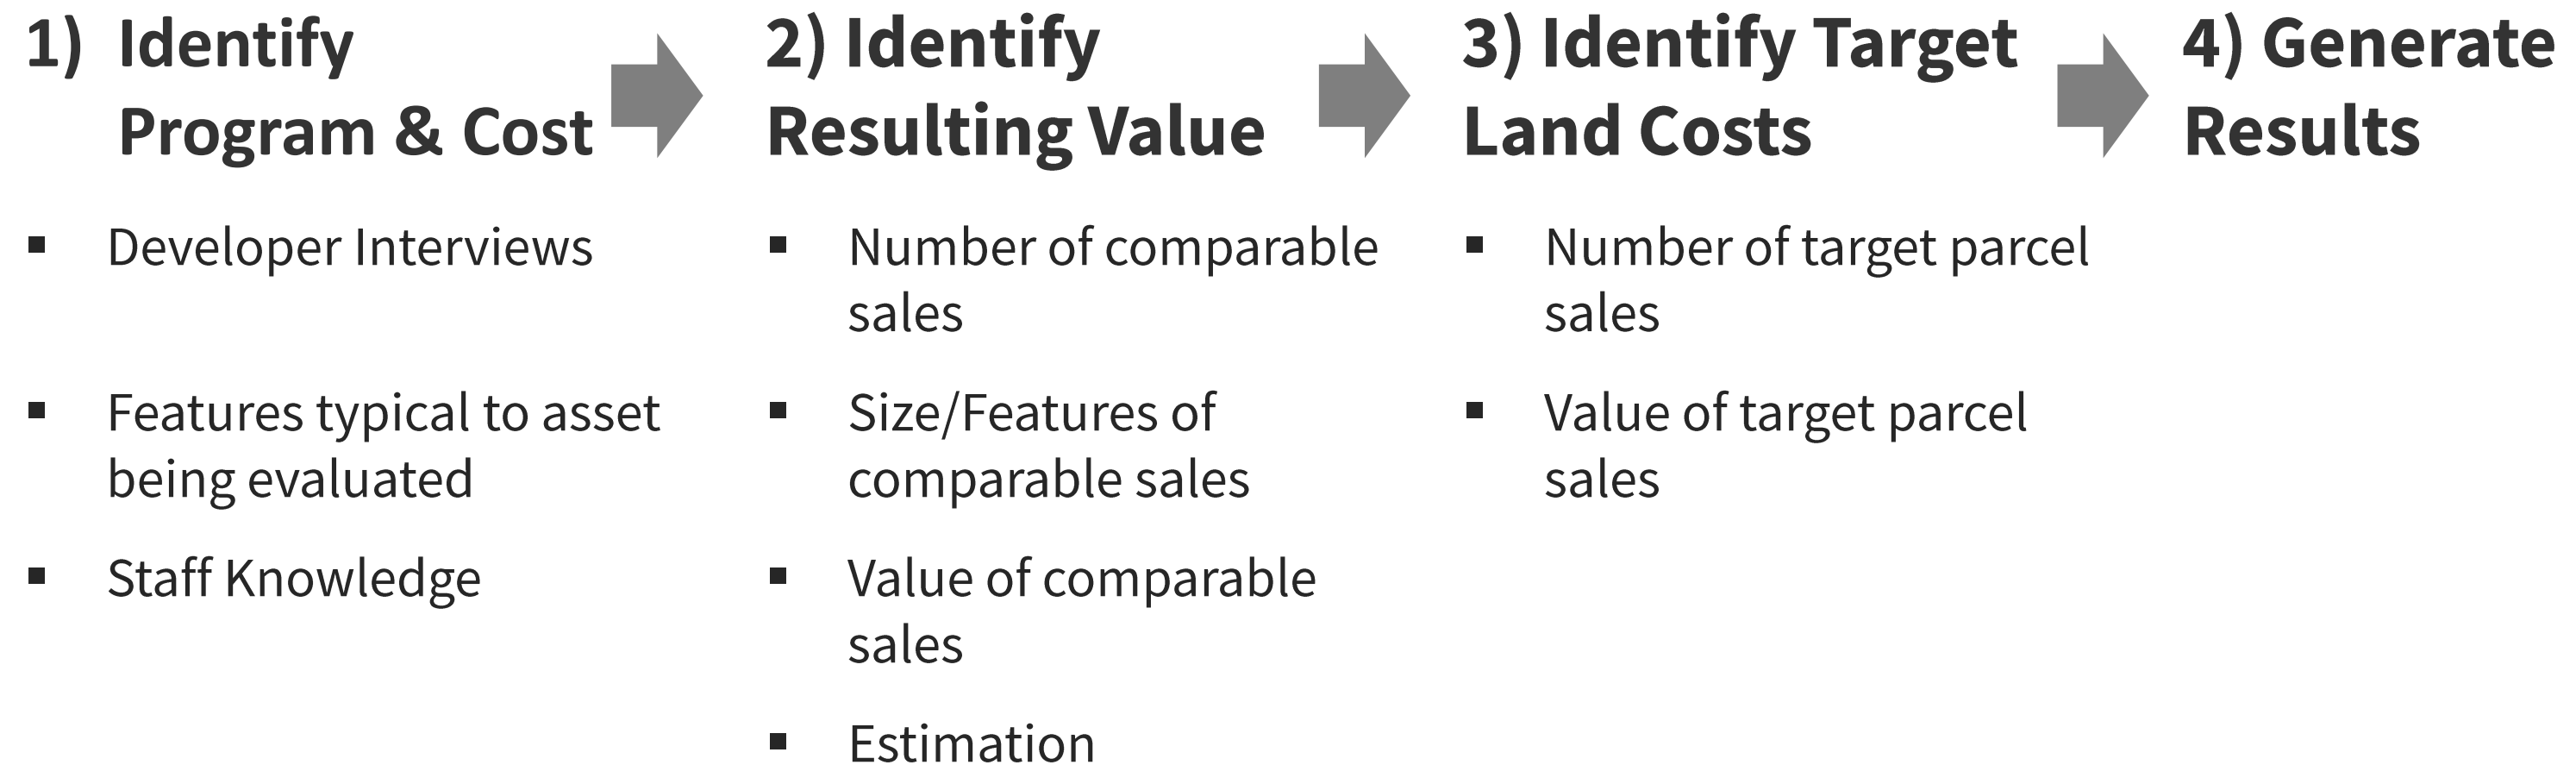 1) Identify
Program & Cost
▪ Developer Interviews
▪ Features typical to asset
being evaluated
▪ Staff Knowledge
2) Identify
Resulting Value
▪ Number of comparable
sales
▪ Size/Features of
comparable sales
▪ Value of comparable
sales
▪ Estimation
3) Identify Target
Land Costs
▪ Number of target parcel
sales
▪ Value of target parcel
sales
4) Generate
Results